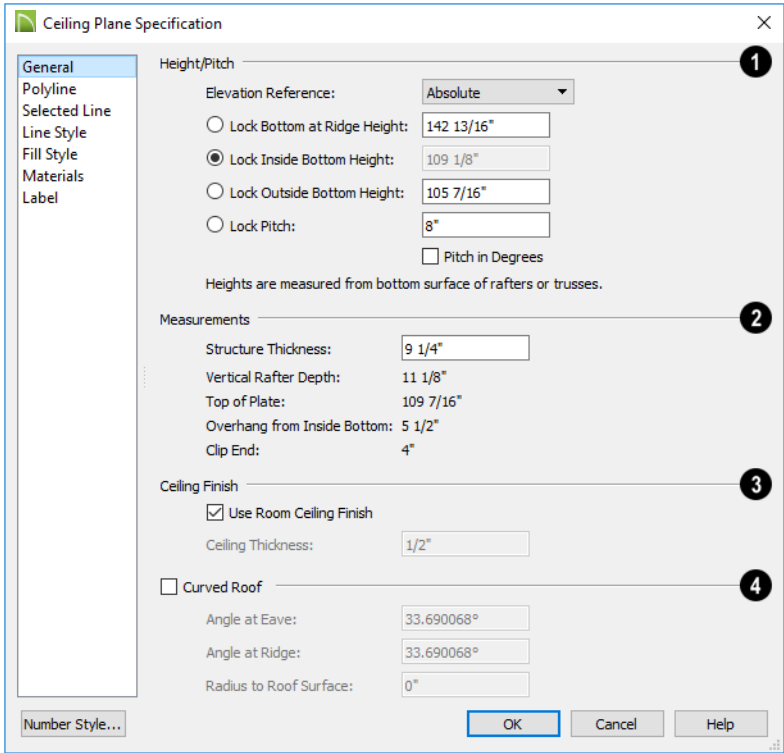 Ceiling Plane Specification
General
Polyline
Selected Line
Line Style
Fill Style
Materials
Label
Height/Pitch
1
Elevation Reference: Absolute
Lock Bottom at Ridge Height: 142 13/16"
Lock Inside Bottom Height: 109 1/8"
Lock Outside Bottom Height: 105 7/16"
Lock Pitch: 8"
Pitch in Degrees
Heights are measured from bottom surface of rafters or trusses.
Measurements
2
Structure Thickness: 9 1/4"
Vertical Rafter Depth: 11 1/8"
Top of Plate: 109 7/16"
Overhang from Inside Bottom: 5 1/2"
Clip End: 4"
Ceiling Finish
3
Use Room Ceiling Finish
Ceiling Thickness: 1/2"
Curved Roof
4
Angle at Eave: 33.690068°
Angle at Ridge: 33.690068°
Radius to Roof Surface: 0"
Number Style... OK Cancel Help